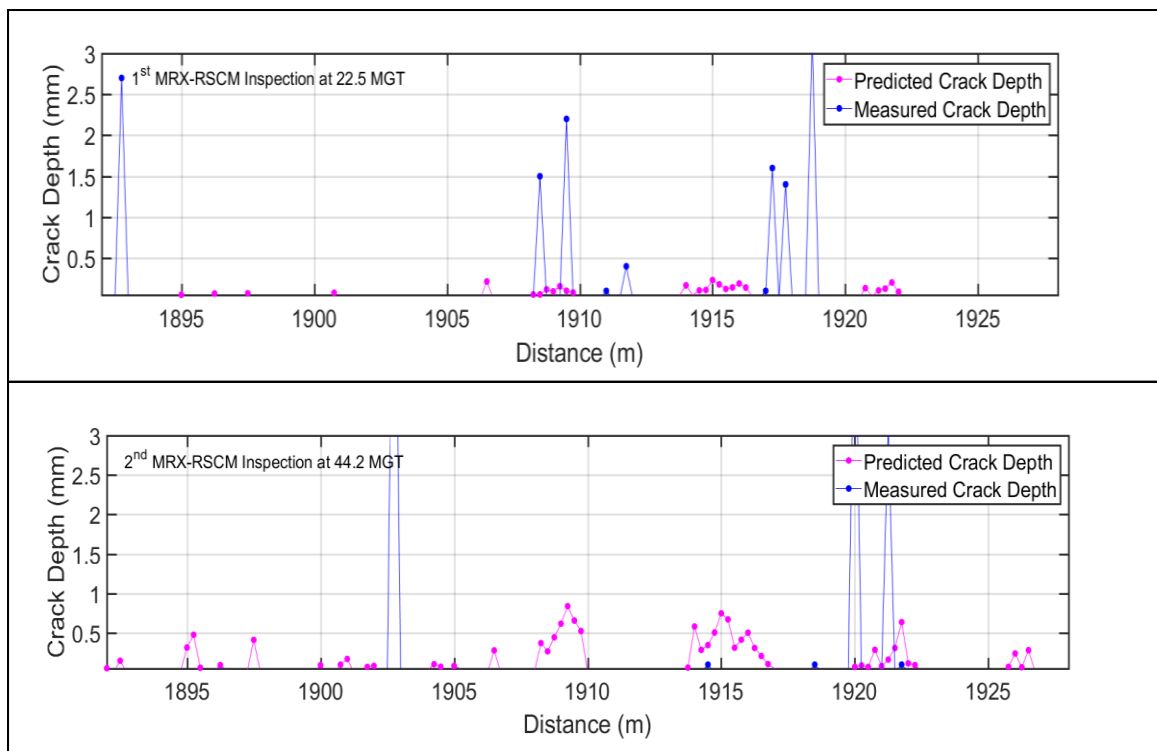 3
1st MRX-RSCM Inspection at 22.5 MGT
Predicted Crack Depth
Measured Crack Depth
2.5
2
1.5
1
0.5
Crack Depth (mm)
1895 1900 1905 1910 1915 1920 1925
Distance (m)
3
2nd MRX-RSCM Inspection at 44.2 MGT
Predicted Crack Depth
Measured Crack Depth
2.5
2
1.5
1
0.5
Crack Depth (mm)
1895 1900 1905 1910 1915 1920 1925
Distance (m)